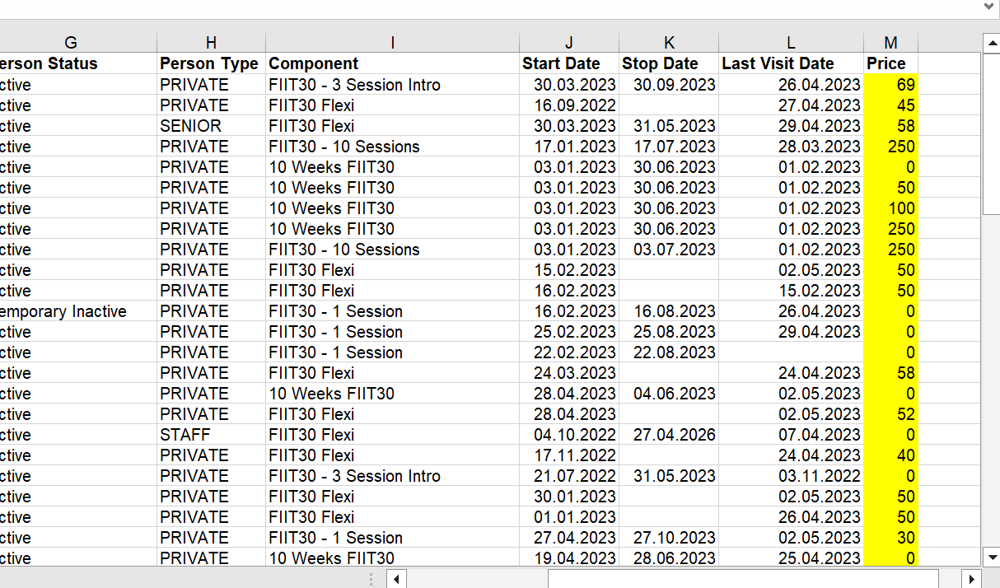 G H I J K L M
erson Status Person Type Component Start Date Stop Date Last Visit Date Price
ctive PRIVATE FIIT30 - 3 Session Intro 30.03.2023 30.09.2023 26.04.2023 69
ctive PRIVATE FIIT30 Flexi 16.09.2022 27.04.2023 45
ctive SENIOR FIIT30 Flexi 30.03.2023 31.05.2023 29.04.2023 58
ctive PRIVATE FIIT30 - 10 Sessions 17.01.2023 17.07.2023 28.03.2023 250
ctive PRIVATE 10 Weeks FIIT30 03.01.2023 30.06.2023 01.02.2023 0
ctive PRIVATE 10 Weeks FIIT30 03.01.2023 30.06.2023 01.02.2023 50
ctive PRIVATE 10 Weeks FIIT30 03.01.2023 30.06.2023 01.02.2023 100
ctive PRIVATE 10 Weeks FIIT30 03.01.2023 30.06.2023 01.02.2023 250
ctive PRIVATE FIIT30 - 10 Sessions 03.01.2023 03.07.2023 01.02.2023 250
ctive PRIVATE FIIT30 Flexi 15.02.2023 02.05.2023 50
ctive PRIVATE FIIT30 Flexi 16.02.2023 15.02.2023 50
emporary Inactive PRIVATE FIIT30 - 1 Session 16.02.2023 16.08.2023 26.04.2023 0
ctive PRIVATE FIIT30 - 1 Session 25.02.2023 25.08.2023 29.04.2023 0
ctive PRIVATE FIIT30 - 1 Session 22.02.2023 22.08.2023 0
ctive PRIVATE FIIT30 Flexi 24.03.2023 24.04.2023 58
ctive PRIVATE 10 Weeks FIIT30 28.04.2023 04.06.2023 02.05.2023 0
ctive PRIVATE FIIT30 Flexi 28.04.2023 02.05.2023 52
ctive STAFF FIIT30 Flexi 04.10.2022 27.04.2026 07.04.2023 0
ctive PRIVATE FIIT30 Flexi 17.11.2022 24.04.2023 40
ctive PRIVATE FIIT30 - 3 Session Intro 21.07.2022 31.05.2023 03.11.2022 0
ctive PRIVATE FIIT30 Flexi 30.01.2023 02.05.2023 50
ctive PRIVATE FIIT30 Flexi 01.01.2023 26.04.2023 50
ctive PRIVATE FIIT30 - 1 Session 27.04.2023 27.10.2023 02.05.2023 30
ctive PRIVATE 10 Weeks FIIT30 19.04.2023 28.06.2023 25.04.2023 0